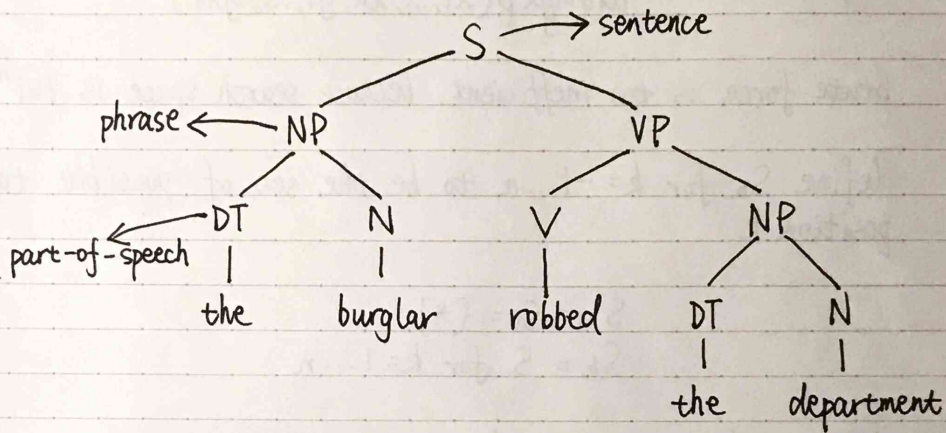 S → sentence
phrase ← NP VP
DT N V NP
part-of-speech
the burglar robbed DT N
the department